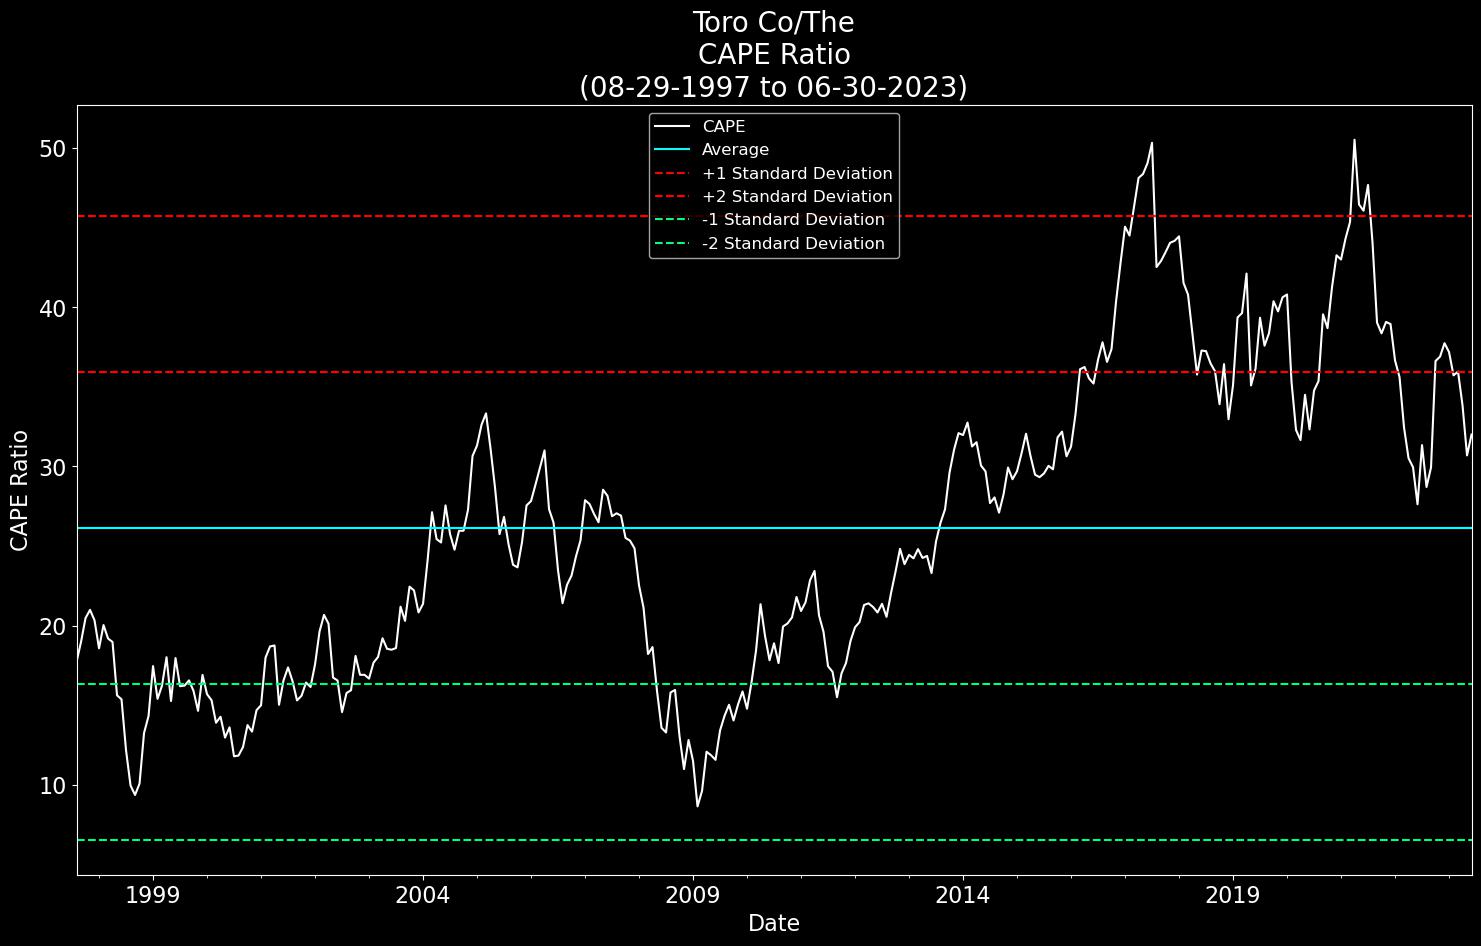 Toro Co/The
CAPE Ratio
(08-29-1997 to 06-30-2023)
CAPE
Average
+1 Standard Deviation
+2 Standard Deviation
-1 Standard Deviation
-2 Standard Deviation
CAPE Ratio
50
40
30
20
10
1999
2004
2009
2014
2019
Date